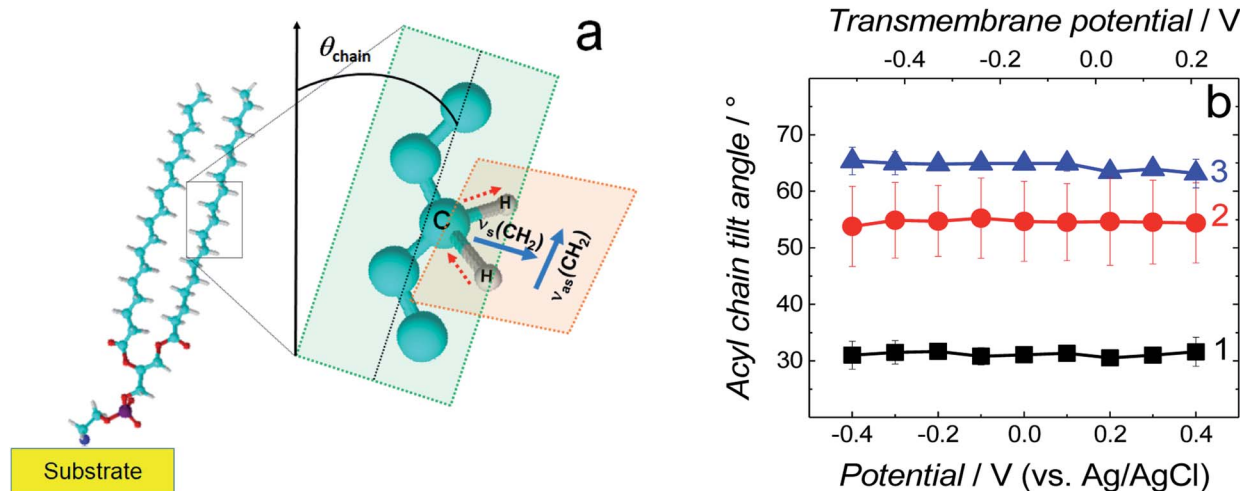 a
θchain
C
H
H
νs(CH2)
νas(CH2)
Substrate
b
Transmembrane potential / V
-0.4 -0.2 0.0 0.2
Acyl chain tilt angle / °
70
60
50
40
30
3
2
1
-0.4 -0.2 0.0 0.2 0.4
Potential / V (vs. Ag/AgCl)